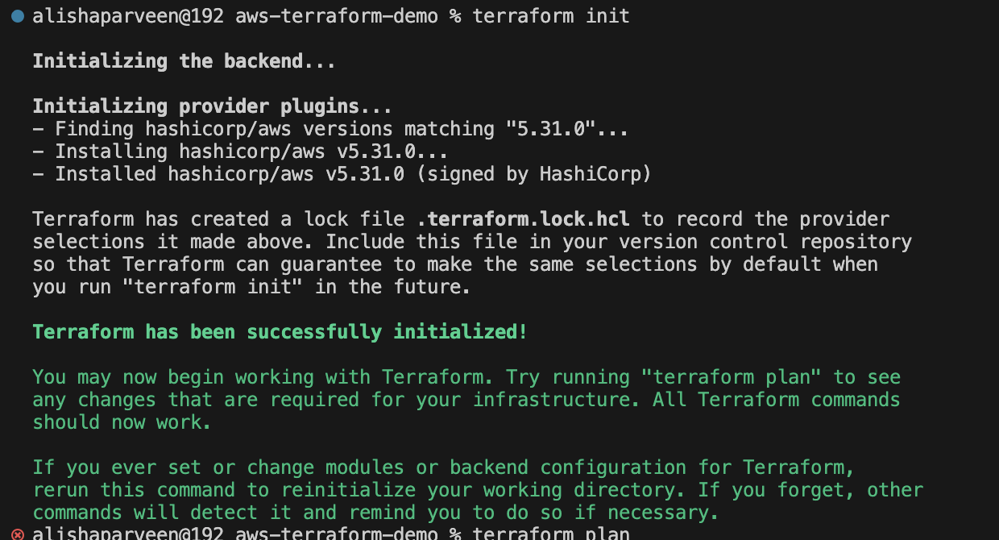 alishaparveen@192 aws-terraform-demo % terraform init
Initializing the backend...
Initializing provider plugins...
- Finding hashicorp/aws versions matching "5.31.0"...
- Installing hashicorp/aws v5.31.0...
- Installed hashicorp/aws v5.31.0 (signed by HashiCorp)
Terraform has created a lock file .terraform.lock.hcl to record the provider
selections it made above. Include this file in your version control repository
so that Terraform can guarantee to make the same selections by default when
you run "terraform init" in the future.
Terraform has been successfully initialized!
You may now begin working with Terraform. Try running "terraform plan" to see
any changes that are required for your infrastructure. All Terraform commands
should now work.
If you ever set or change modules or backend configuration for Terraform,
rerun this command to reinitialize your working directory. If you forget, other
commands will detect it and remind you to do so if necessary.
alishaparveen@192 aws-terraform-demo % terraform plan